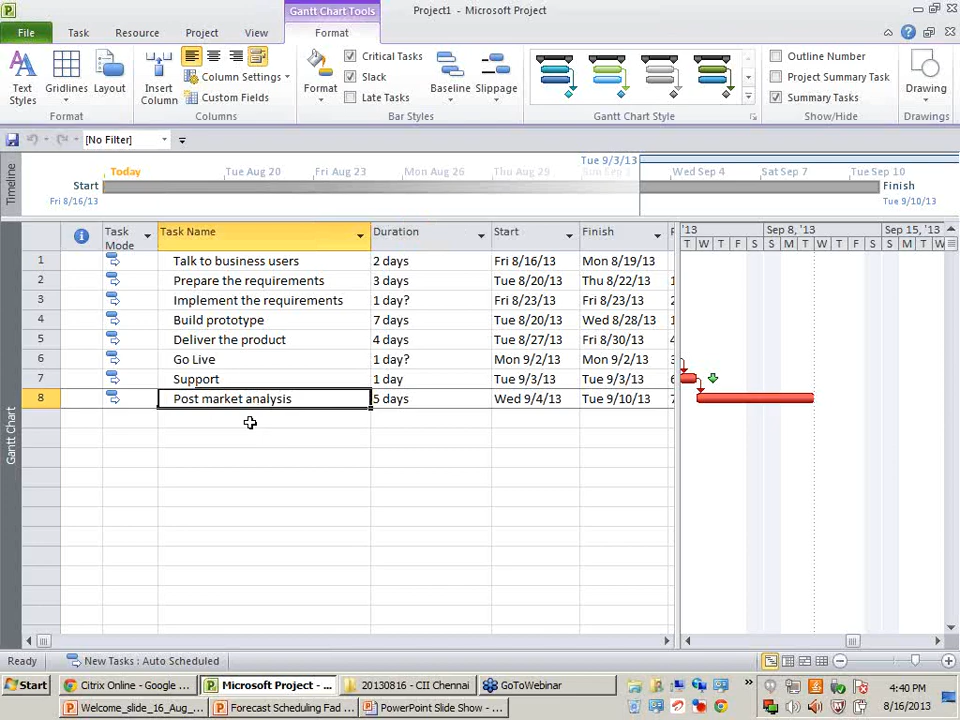 Gantt Chart Tools
Project1 - Microsoft Project
File Task Resource Project View Format
Text Styles
Gridlines
Layout
Format
Insert Column
Column Settings
Custom Fields
Columns
Format
Critical Tasks
Slack
Late Tasks
Baseline
Slippage
Bar Styles
Gantt Chart Style
Outline Number
Project Summary Task
Summary Tasks
Show/Hide
Drawing
Drawings
[No Filter]
Timeline
Tue 9/3/13
Today Tue Aug 20 Fri Aug 23 Mon Aug 26 Thu Aug 29 Sun Sep 1 Wed Sep 4 Sat Sep 7 Tue Sep 10
Start
Fri 8/16/13
Finish
Tue 9/10/13
Gantt Chart
Task Mode Task Name Duration Start Finish
'13 Sep 8, '13 Sep 15, '13
T W T F S S M T W T F S S M T W
1 Talk to business users 2 days Fri 8/16/13 Mon 8/19/13
2 Prepare the requirements 3 days Tue 8/20/13 Thu 8/22/13
3 Implement the requirements 1 day? Fri 8/23/13 Fri 8/23/13
4 Build prototype 7 days Tue 8/20/13 Wed 8/28/13
5 Deliver the product 4 days Tue 8/27/13 Fri 8/30/13
6 Go Live 1 day? Mon 9/2/13 Mon 9/2/13
7 Support 1 day Tue 9/3/13 Tue 9/3/13
8 Post market analysis 5 days Wed 9/4/13 Tue 9/10/13
Ready New Tasks : Auto Scheduled
Start
Citrix Online - Google ...
Microsoft Project - ...
20130816 - CII Chennai
GoToWebinar
4:40 PM
Welcome_slide_16_Aug_...
Forecast Scheduling Fad ...
PowerPoint Slide Show - ...
8/16/2013